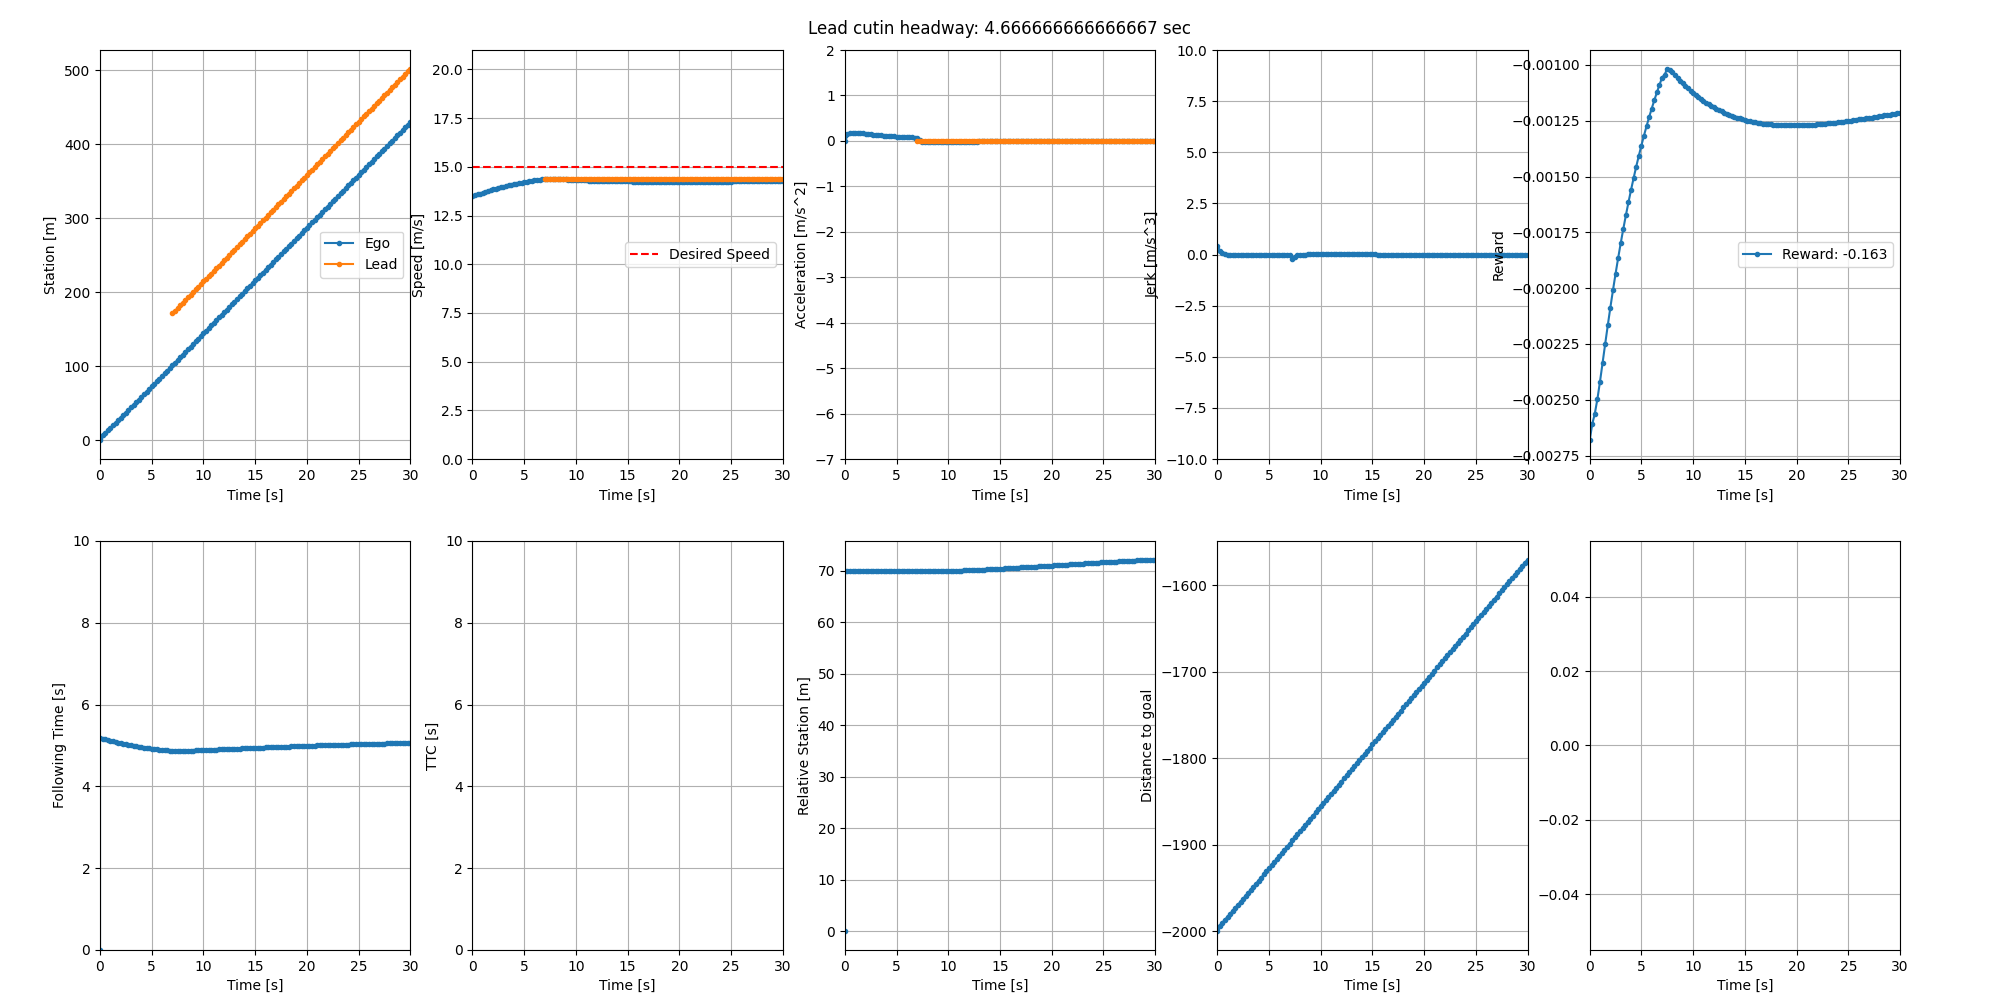 Lead cutin headway: 4.666666666666667 sec
500
400
300
200
100
0
Station [m]
Ego
Lead
0 5 10 15 20 25 30
Time [s]
20.0
17.5
15.0
12.5
10.0
7.5
5.0
2.5
0.0
Speed [m/s]
Desired Speed
0 5 10 15 20 25 30
Time [s]
2
1
0
−1
−2
−3
−4
−5
−6
−7
Acceleration [m/s^2]
0 5 10 15 20 25 30
Time [s]
10.0
7.5
5.0
2.5
0.0
−2.5
−5.0
−7.5
−10.0
Jerk [m/s^3]
0 5 10 15 20 25 30
Time [s]
−0.00100
−0.00125
−0.00150
−0.00175
−0.00200
−0.00225
−0.00250
−0.00275
Reward
Reward: -0.163
0 5 10 15 20 25 30
Time [s]
10
8
6
4
2
0
Following Time [s]
0 5 10 15 20 25 30
Time [s]
10
8
6
4
2
0
TTC [s]
0 5 10 15 20 25 30
Time [s]
70
60
50
40
30
20
10
0
Relative Station [m]
0 5 10 15 20 25 30
Time [s]
−1600
−1700
−1800
−1900
−2000
Distance to goal
0 5 10 15 20 25 30
Time [s]
0.04
0.02
0.00
−0.02
−0.04
0 5 10 15 20 25 30
Time [s]